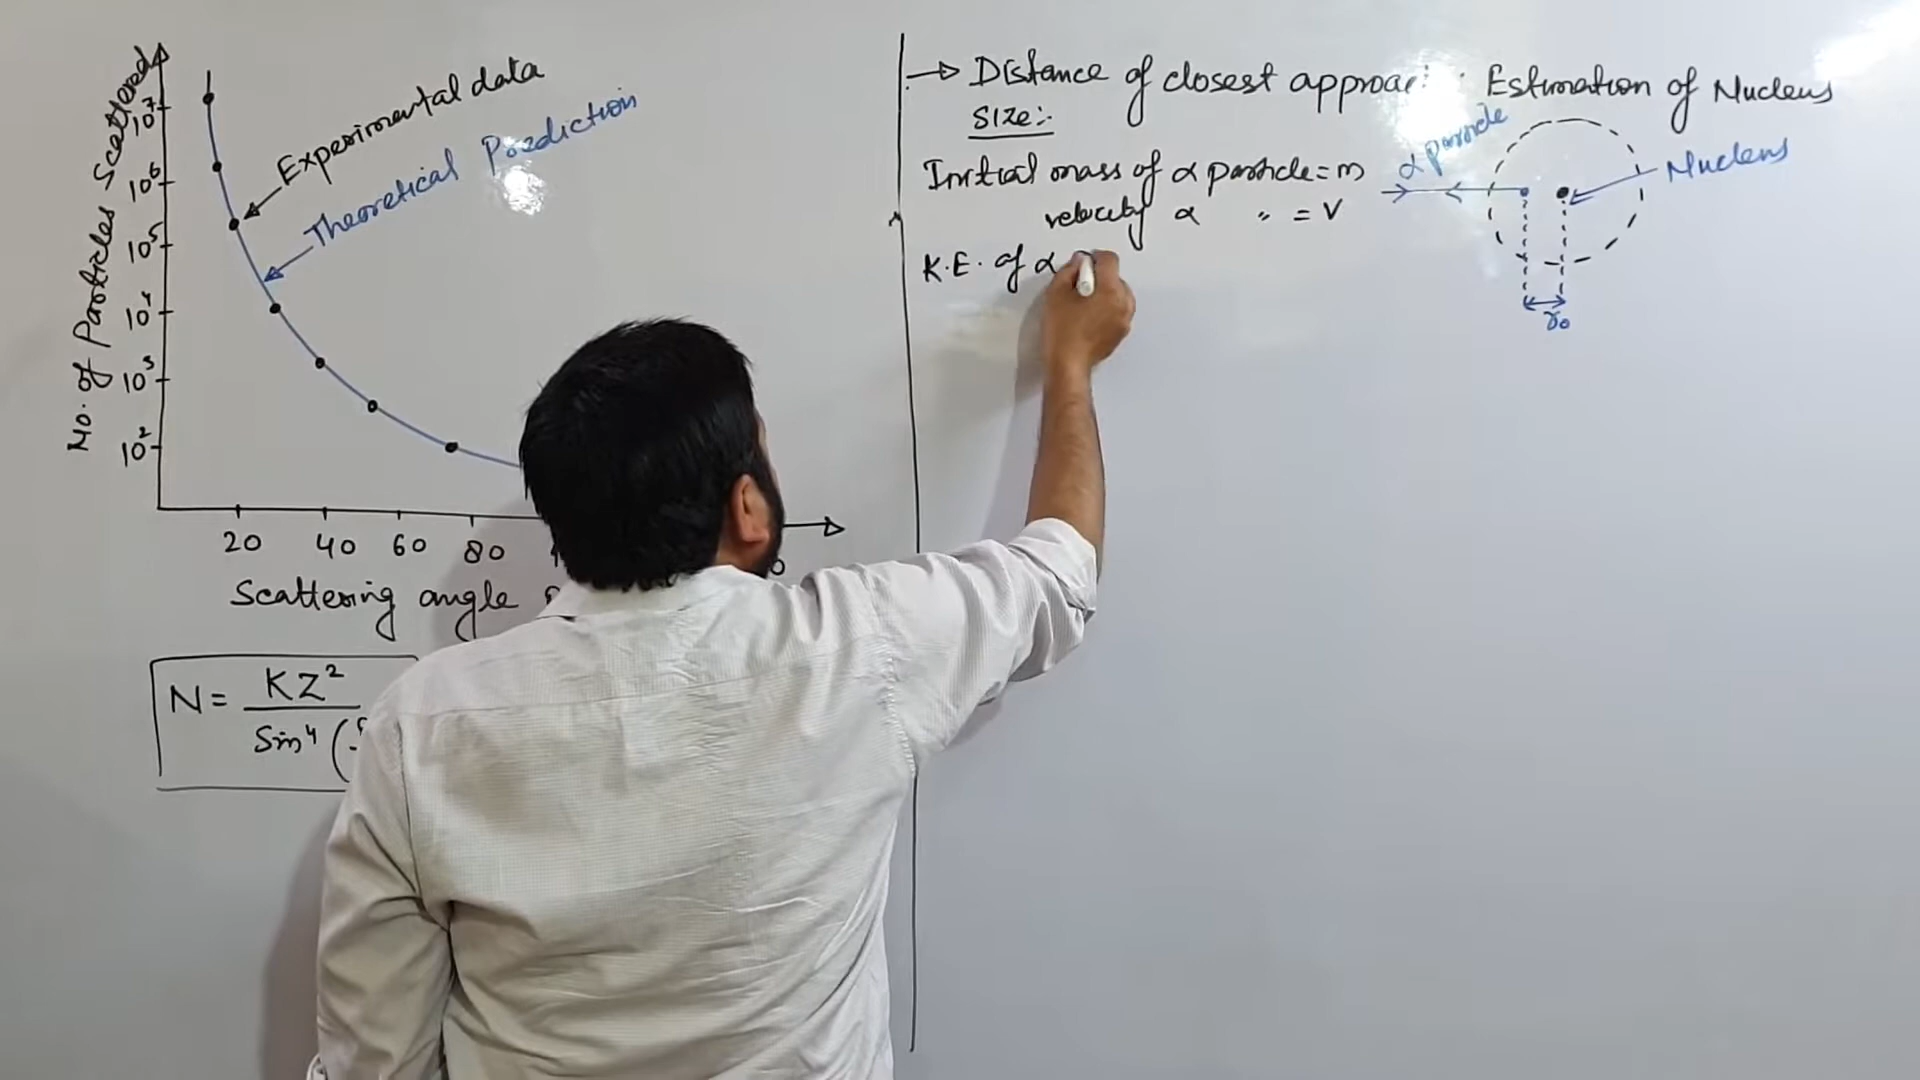 No. of Particles Scattered
10⁷
10⁶
10⁵
10⁴
10³
10²
20 40 60 80
Scattering angle
Experimental data
Theoretical Prediction
N = KZ² / Sin⁴ (
→ Distance of closest approac : Estimation of Nucleus
Size :-
Initial mass of α particle = m
velocity α " = v
K.E. of α
α particle
Nucleus
r₀